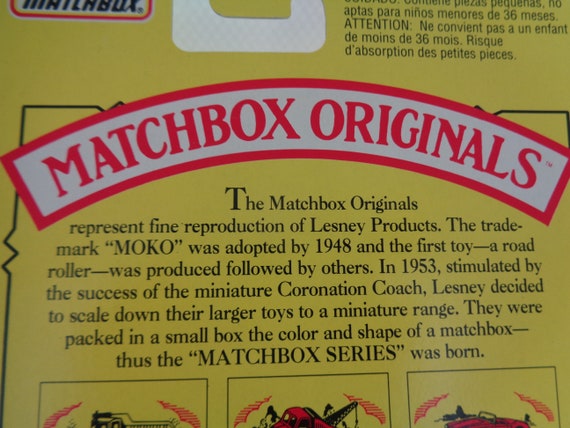 MATCHBOX
CUIDADO: Contiene piezas pequeñas, no
aptas para niños menores de 36 meses.
ATTENTION: Ne convient pas a un enfant
de moins de 36 mois. Risque
d'absorption des petites pieces.
MATCHBOX ORIGINALS™
The Matchbox Originals
represent fine reproduction of Lesney Products. The trade-
mark "MOKO" was adopted by 1948 and the first toy—a road
roller—was produced followed by others. In 1953, stimulated by
the success of the miniature Coronation Coach, Lesney decided
to scale down their larger toys to a miniature range. They were
packed in a small box the color and shape of a matchbox—
thus the "MATCHBOX SERIES" was born.